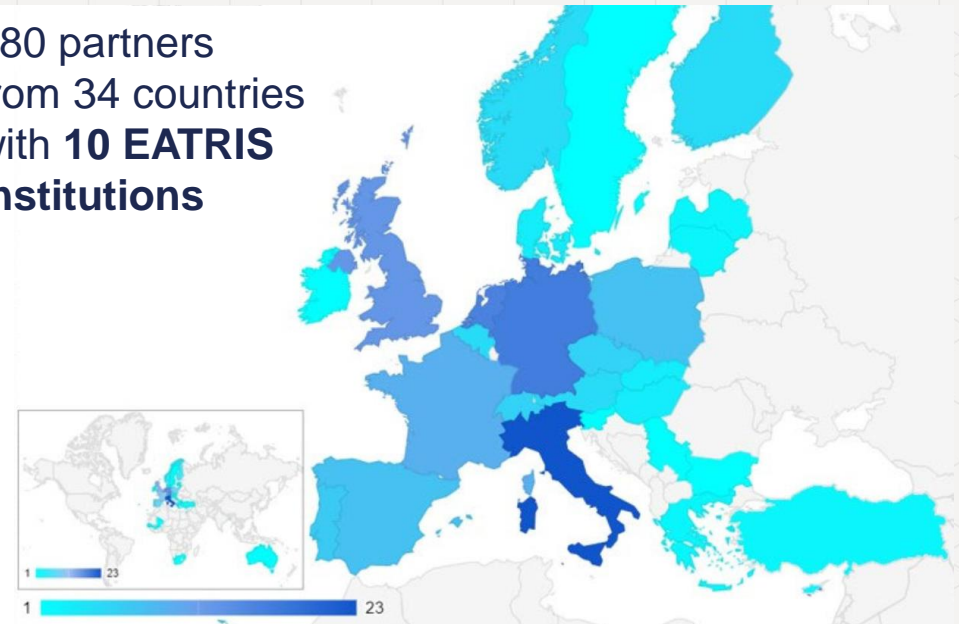 80 partners
rom 34 countries
vith 10 EATRIS
nstitutions
1 23
1 23